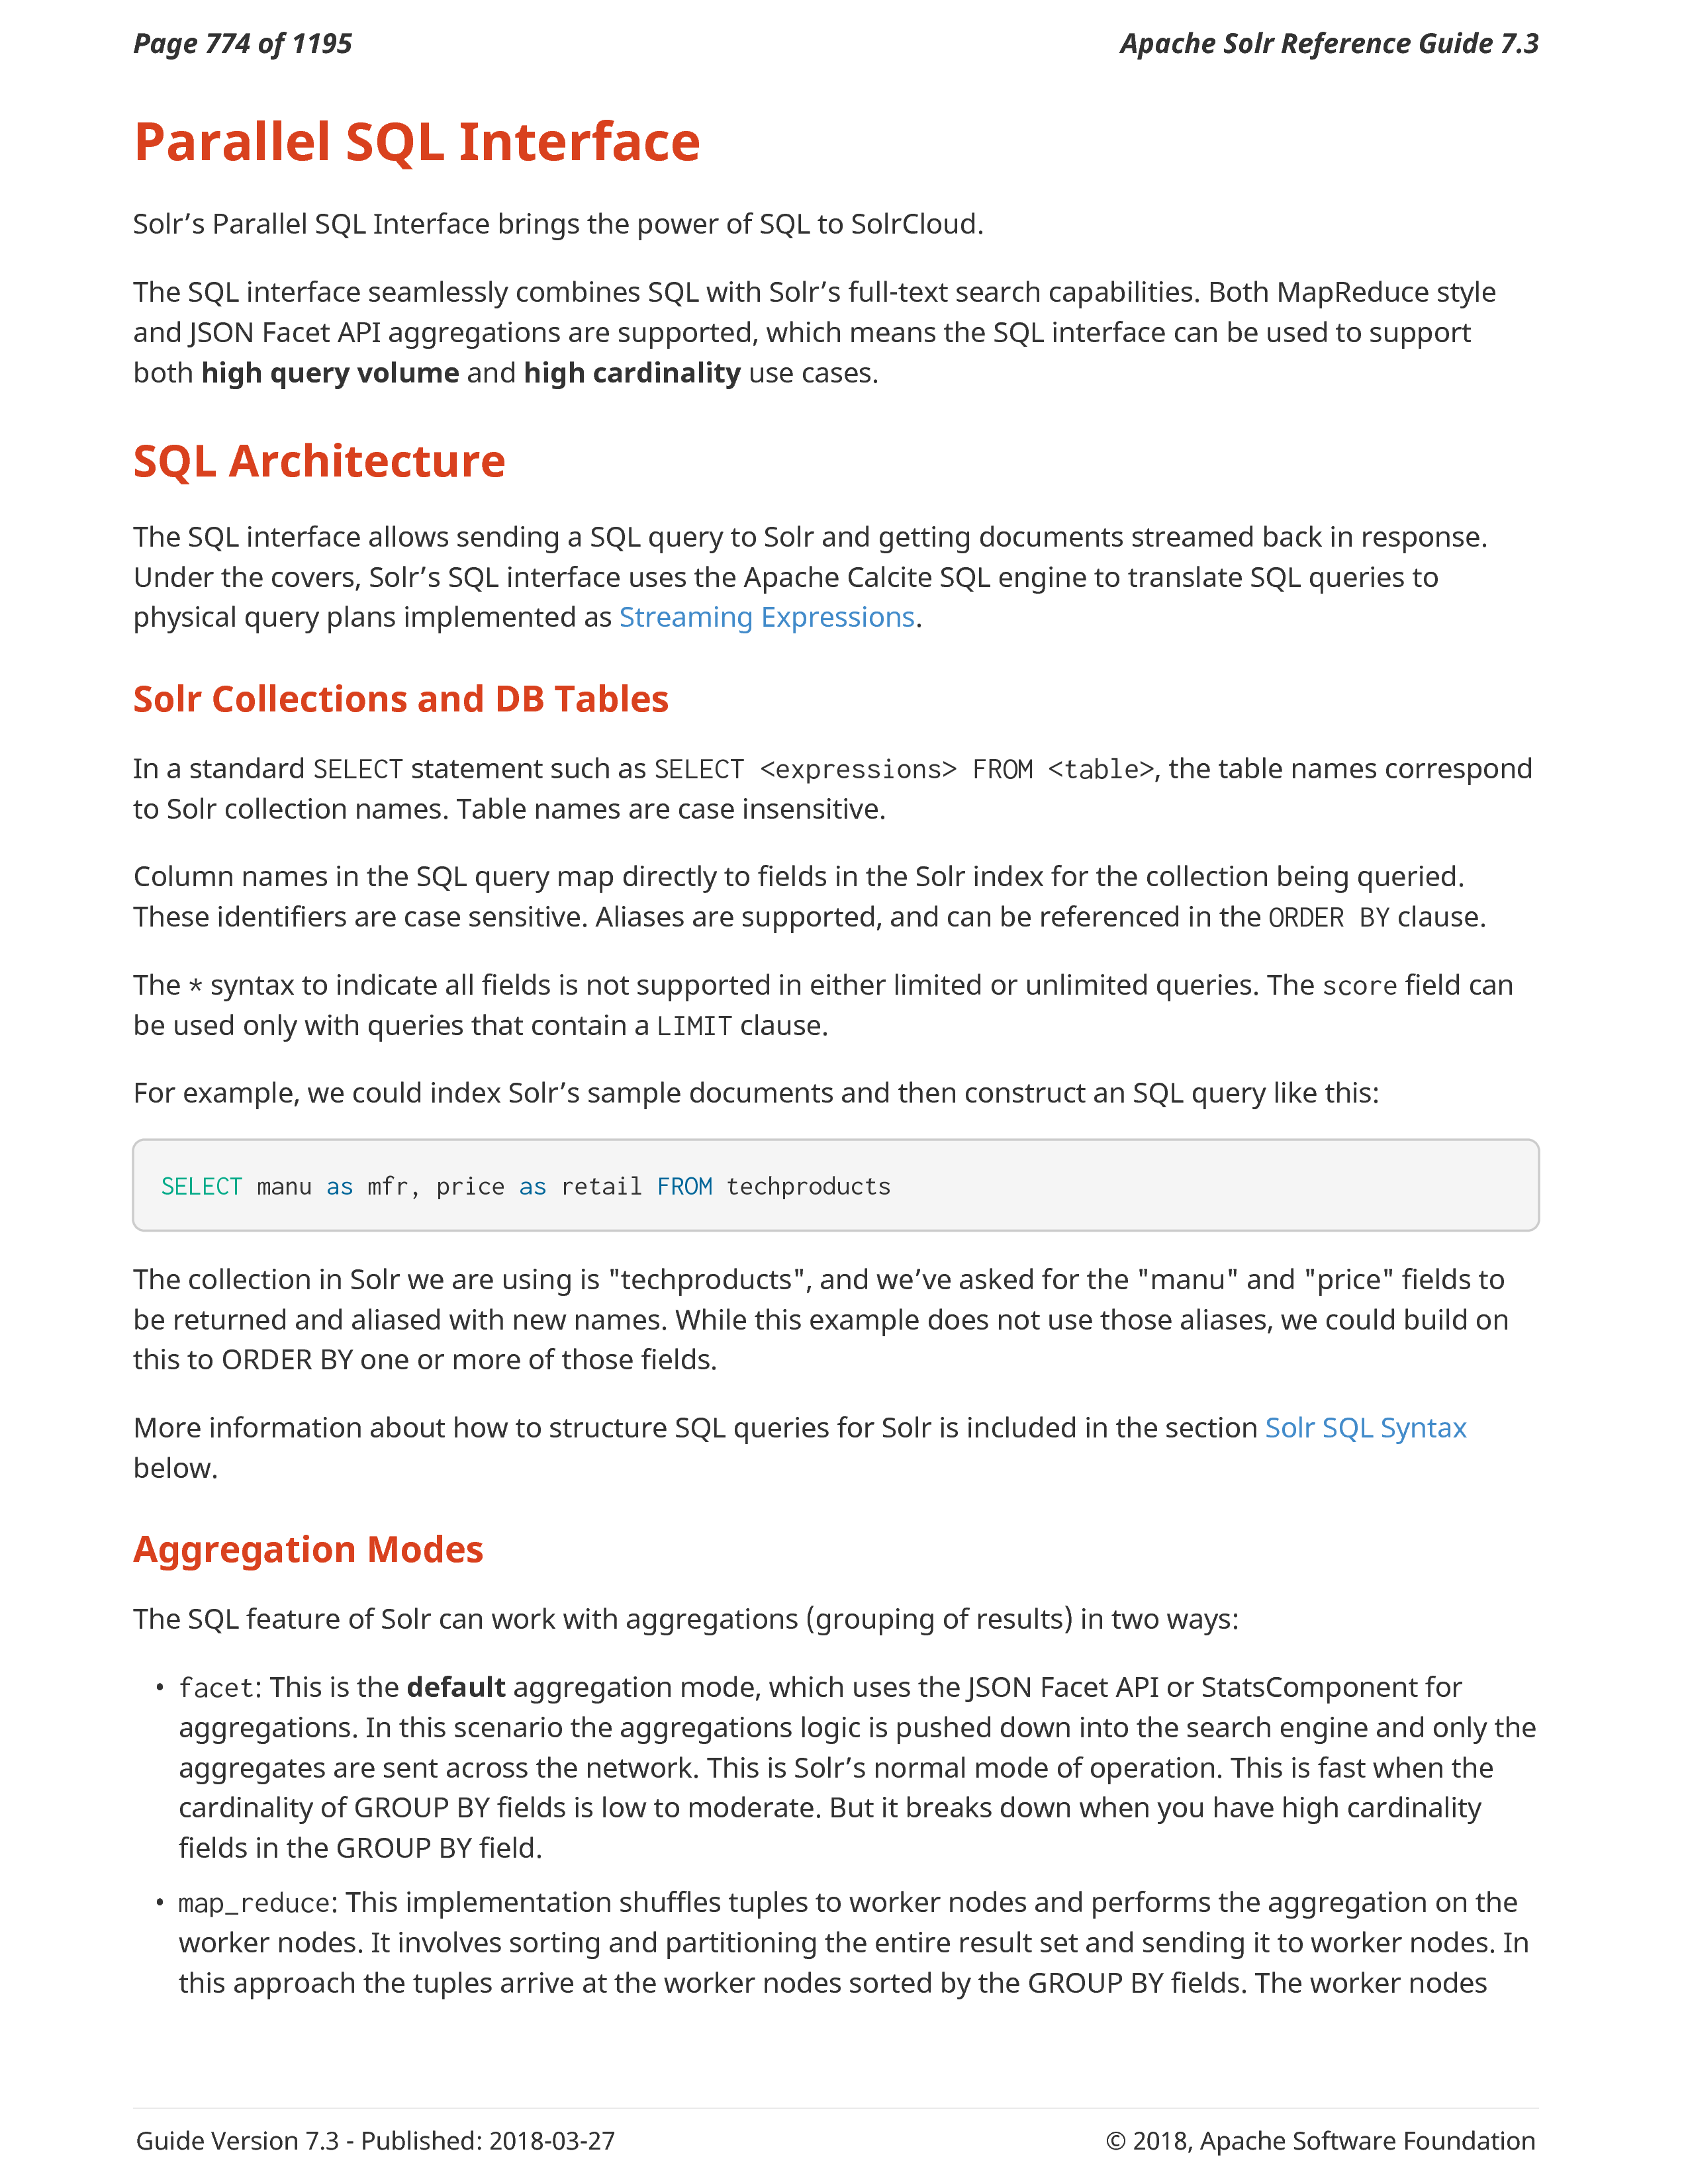 Page 774 of 1195
Apache Solr Reference Guide 7.3
Parallel SQL Interface
Solr’s Parallel SQL Interface brings the power of SQL to SolrCloud.
The SQL interface seamlessly combines SQL with Solr’s full-text search capabilities. Both MapReduce style
and JSON Facet API aggregations are supported, which means the SQL interface can be used to support
both high query volume and high cardinality use cases.
SQL Architecture
The SQL interface allows sending a SQL query to Solr and getting documents streamed back in response.
Under the covers, Solr’s SQL interface uses the Apache Calcite SQL engine to translate SQL queries to
physical query plans implemented as Streaming Expressions.
Solr Collections and DB Tables
In a standard SELECT statement such as SELECT <expressions> FROM <table>, the table names correspond
to Solr collection names. Table names are case insensitive.
Column names in the SQL query map directly to fields in the Solr index for the collection being queried.
These identifiers are case sensitive. Aliases are supported, and can be referenced in the ORDER BY clause.
The * syntax to indicate all fields is not supported in either limited or unlimited queries. The score field can
be used only with queries that contain a LIMIT clause.
For example, we could index Solr’s sample documents and then construct an SQL query like this:
SELECT manu as mfr, price as retail FROM techproducts
The collection in Solr we are using is "techproducts", and we’ve asked for the "manu" and "price" fields to
be returned and aliased with new names. While this example does not use those aliases, we could build on
this to ORDER BY one or more of those fields.
More information about how to structure SQL queries for Solr is included in the section Solr SQL Syntax
below.
Aggregation Modes
The SQL feature of Solr can work with aggregations (grouping of results) in two ways:
• facet: This is the default aggregation mode, which uses the JSON Facet API or StatsComponent for
aggregations. In this scenario the aggregations logic is pushed down into the search engine and only the
aggregates are sent across the network. This is Solr’s normal mode of operation. This is fast when the
cardinality of GROUP BY fields is low to moderate. But it breaks down when you have high cardinality
fields in the GROUP BY field.
• map_reduce: This implementation shuffles tuples to worker nodes and performs the aggregation on the
worker nodes. It involves sorting and partitioning the entire result set and sending it to worker nodes. In
this approach the tuples arrive at the worker nodes sorted by the GROUP BY fields. The worker nodes
Guide Version 7.3 - Published: 2018-03-27
© 2018, Apache Software Foundation